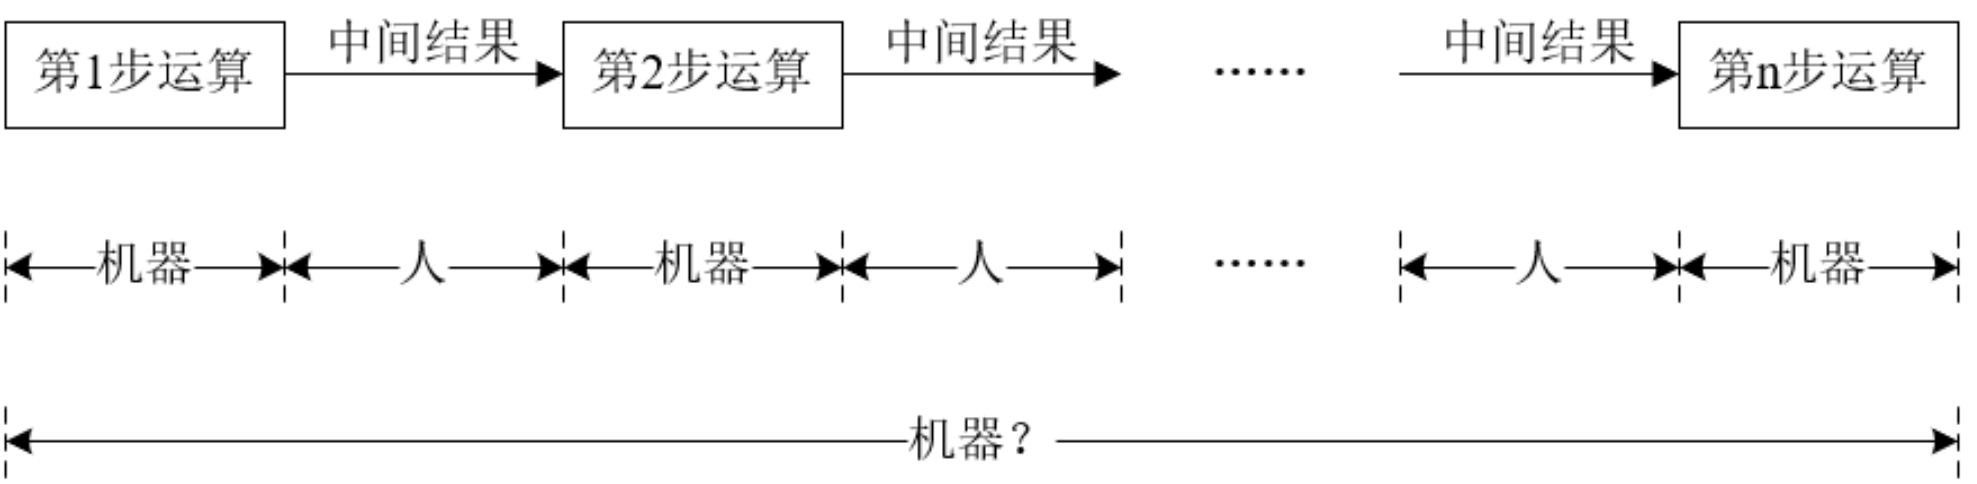 第1步运算 中间结果 第2步运算 中间结果 …… 中间结果 第n步运算
机器 人 机器 人 …… 人 机器
机器？